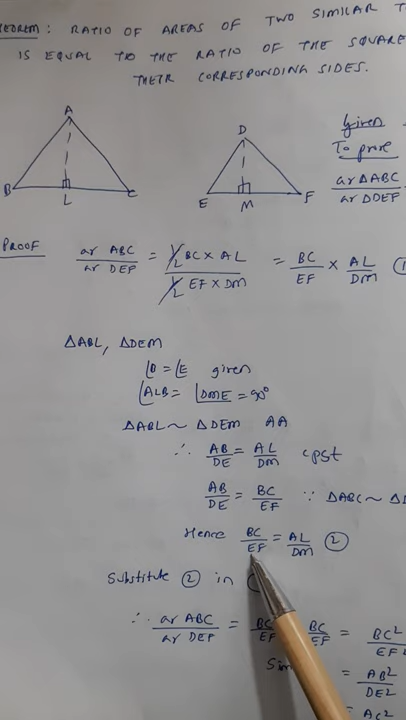 THEOREM : RATIO OF AREAS OF TWO SIMILAR
IS EQUAL TO THE RATIO OF THE SQUARE
THEIR CORRESPONDING SIDES.
A
B L C
D
E M F
Given
To prove
ar ΔABC / ar ΔDEF
PROOF
ar ABC / ar DEF = 1/2 BC × AL / 1/2 EF × DM = BC/EF × AL/DM ①
ΔABL, ΔDEM
∠B = ∠E given
∠ALB = ∠DME = 90°
ΔABL ~ ΔDEM AA
∴ AB/DE = AL/DM cpst
AB/DE = BC/EF ∵ ΔABC ~ Δ
Hence BC/EF = AL/DM ②
Substitute ② in
∴ ar ABC / ar DEF = BC/EF BC/EF = BC²/EF²
= AB²/DE²
= AC²